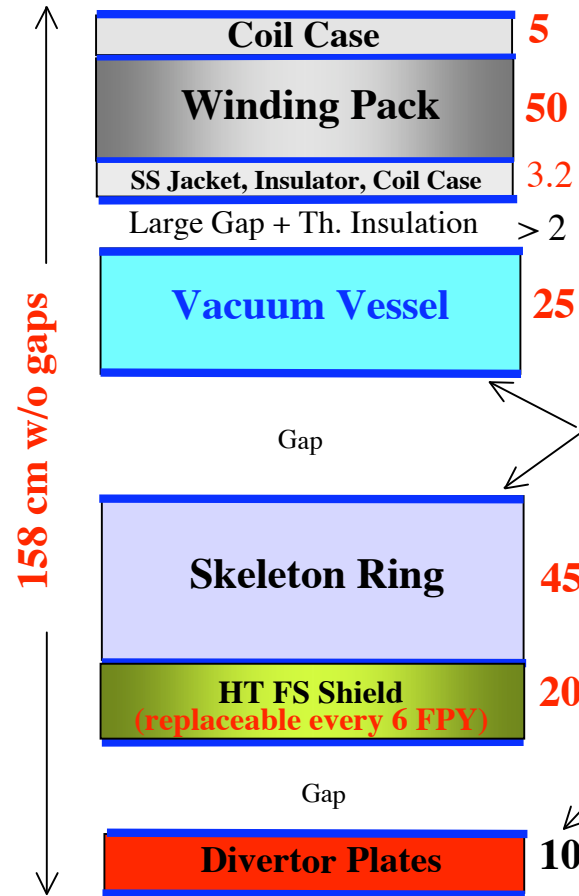 Coil Case
5
Winding Pack
50
SS Jacket, Insulator, Coil Case
3.2
Large Gap + Th. Insulation
> 2
Vacuum Vessel
25
158 cm w/o gaps
Gap
Skeleton Ring
45
HT FS Shield
(replaceable every 6 FPY)
20
Gap
Divertor Plates
10